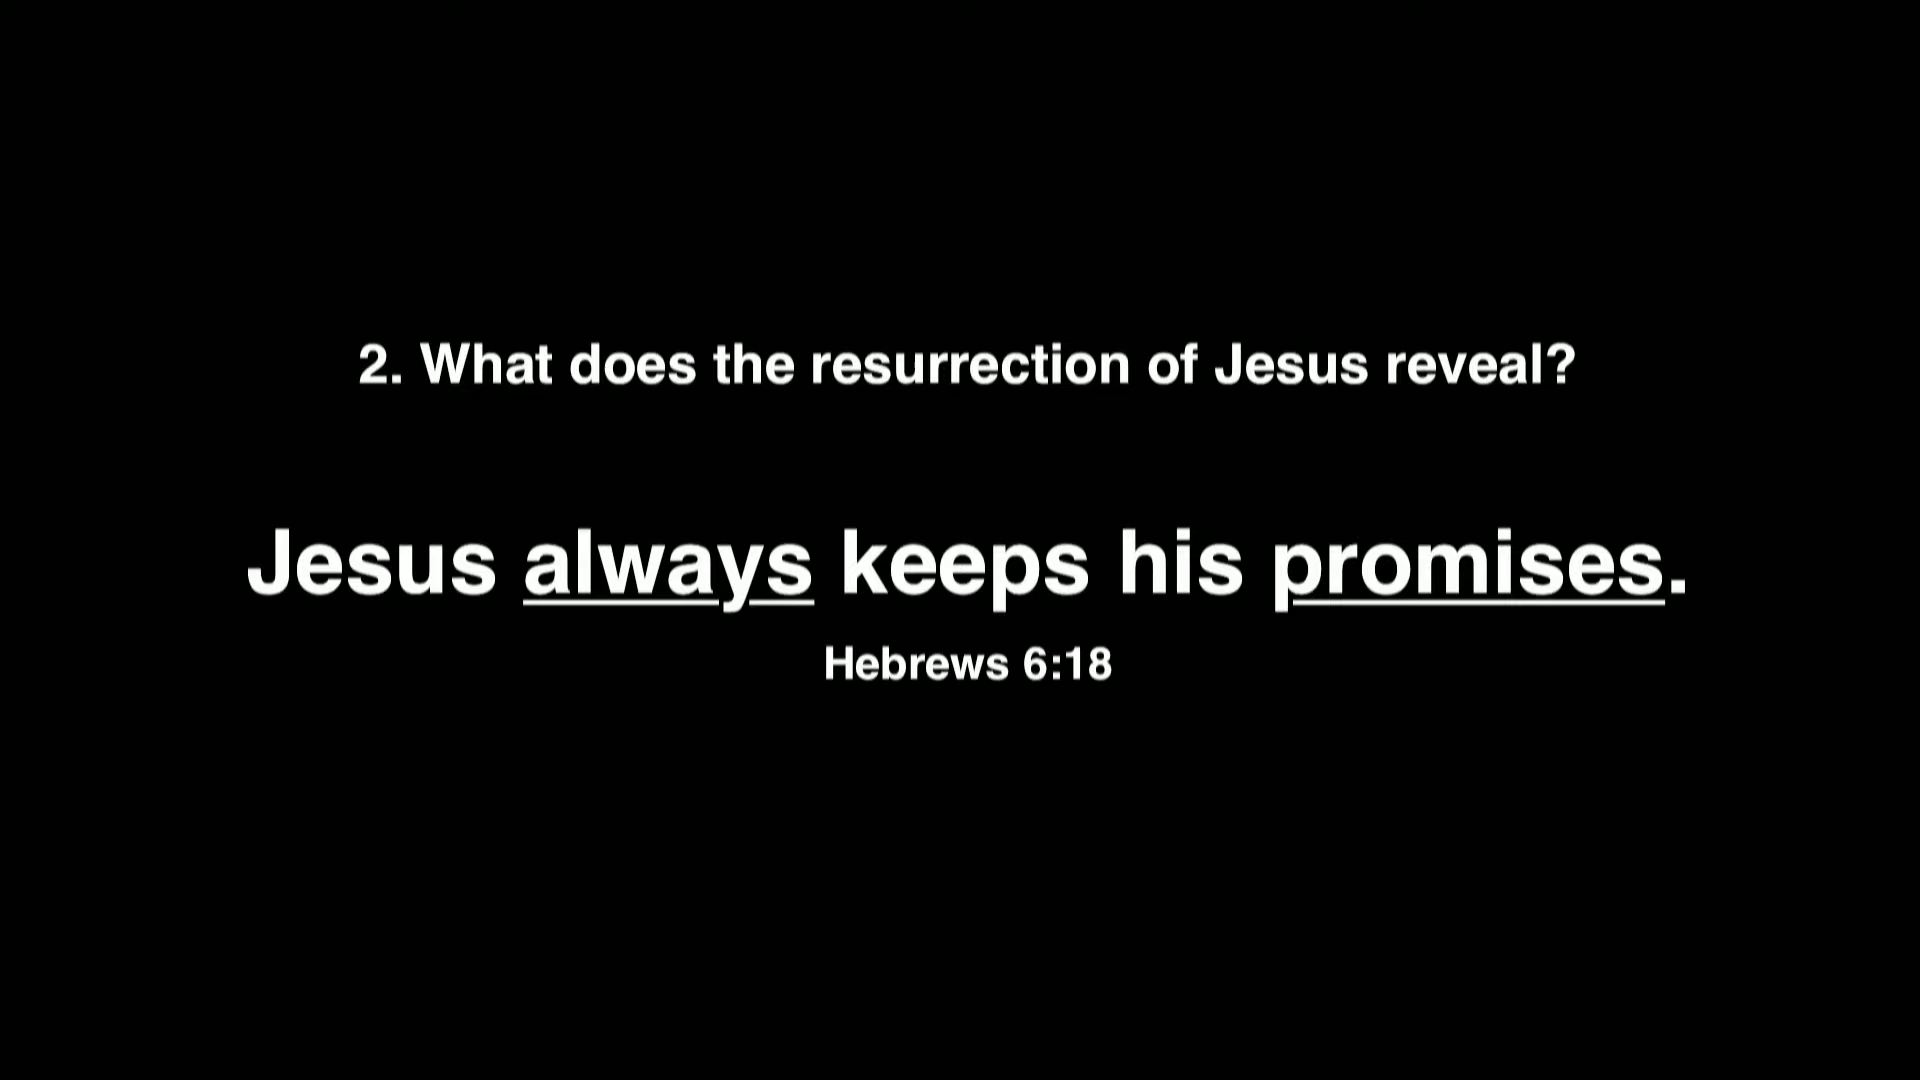 2. What does the resurrection of Jesus reveal?
Jesus always keeps his promises.
Hebrews 6:18